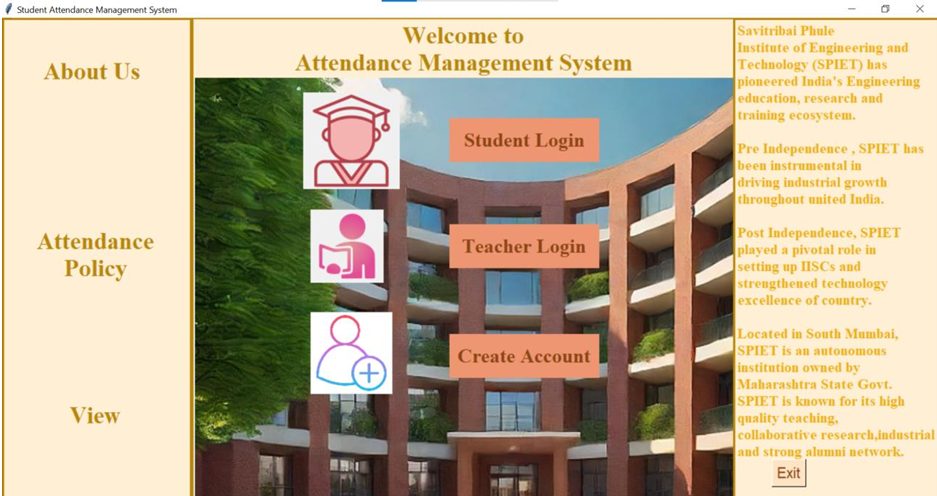 Student Attendance Management System
About Us
Attendance
Policy
View
Welcome to
Attendance Management System
Student Login
Teacher Login
Create Account
Savitribai Phule
Institute of Engineering and
Technology (SPIET) has
pioneered India's Engineering
education, research and
training ecosystem.
Pre Independence , SPIET has
been instrumental in
driving industrial growth
throughout united India.
Post Independence, SPIET
played a pivotal role in
setting up IISCs and
strengthened technology
excellence of country.
Located in South Mumbai,
SPIET is an autonomous
institution owned by
Maharashtra State Govt.
SPIET is known for its high
quality teaching,
collaborative research,industrial
and strong alumni network.
Exit